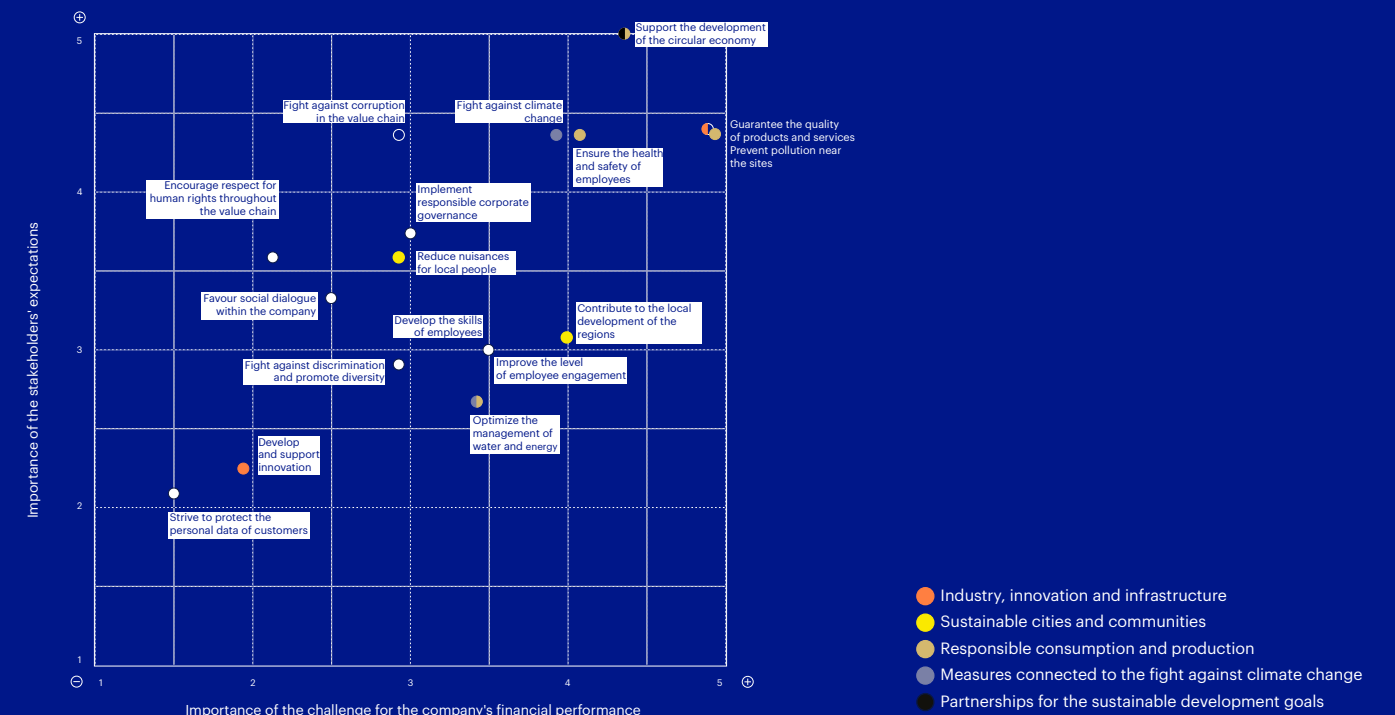 5
Support the development
of the circular economy
Fight against corruption
in the value chain
Fight against climate
change
Guarantee the quality
of products and services
Prevent pollution near
the sites
Ensure the health
and safety of
employees
Encourage respect for
human rights throughout
the value chain
4
Implement
responsible corporate
governance
Reduce nuisances
for local people
Favour social dialogue
within the company
Contribute to the local
development of the
regions
Develop the skills
of employees
3
Fight against discrimination
and promote diversity
Improve the level
of employee engagement
Optimize the
management of
water and energy
Develop
and support
innovation
2
Strive to protect the
personal data of customers
1
Importance of the stakeholders' expectations
1 2 3 4 5
Importance of the challenge for the company's financial performance
Industry, innovation and infrastructure
Sustainable cities and communities
Responsible consumption and production
Measures connected to the fight against climate change
Partnerships for the sustainable development goals